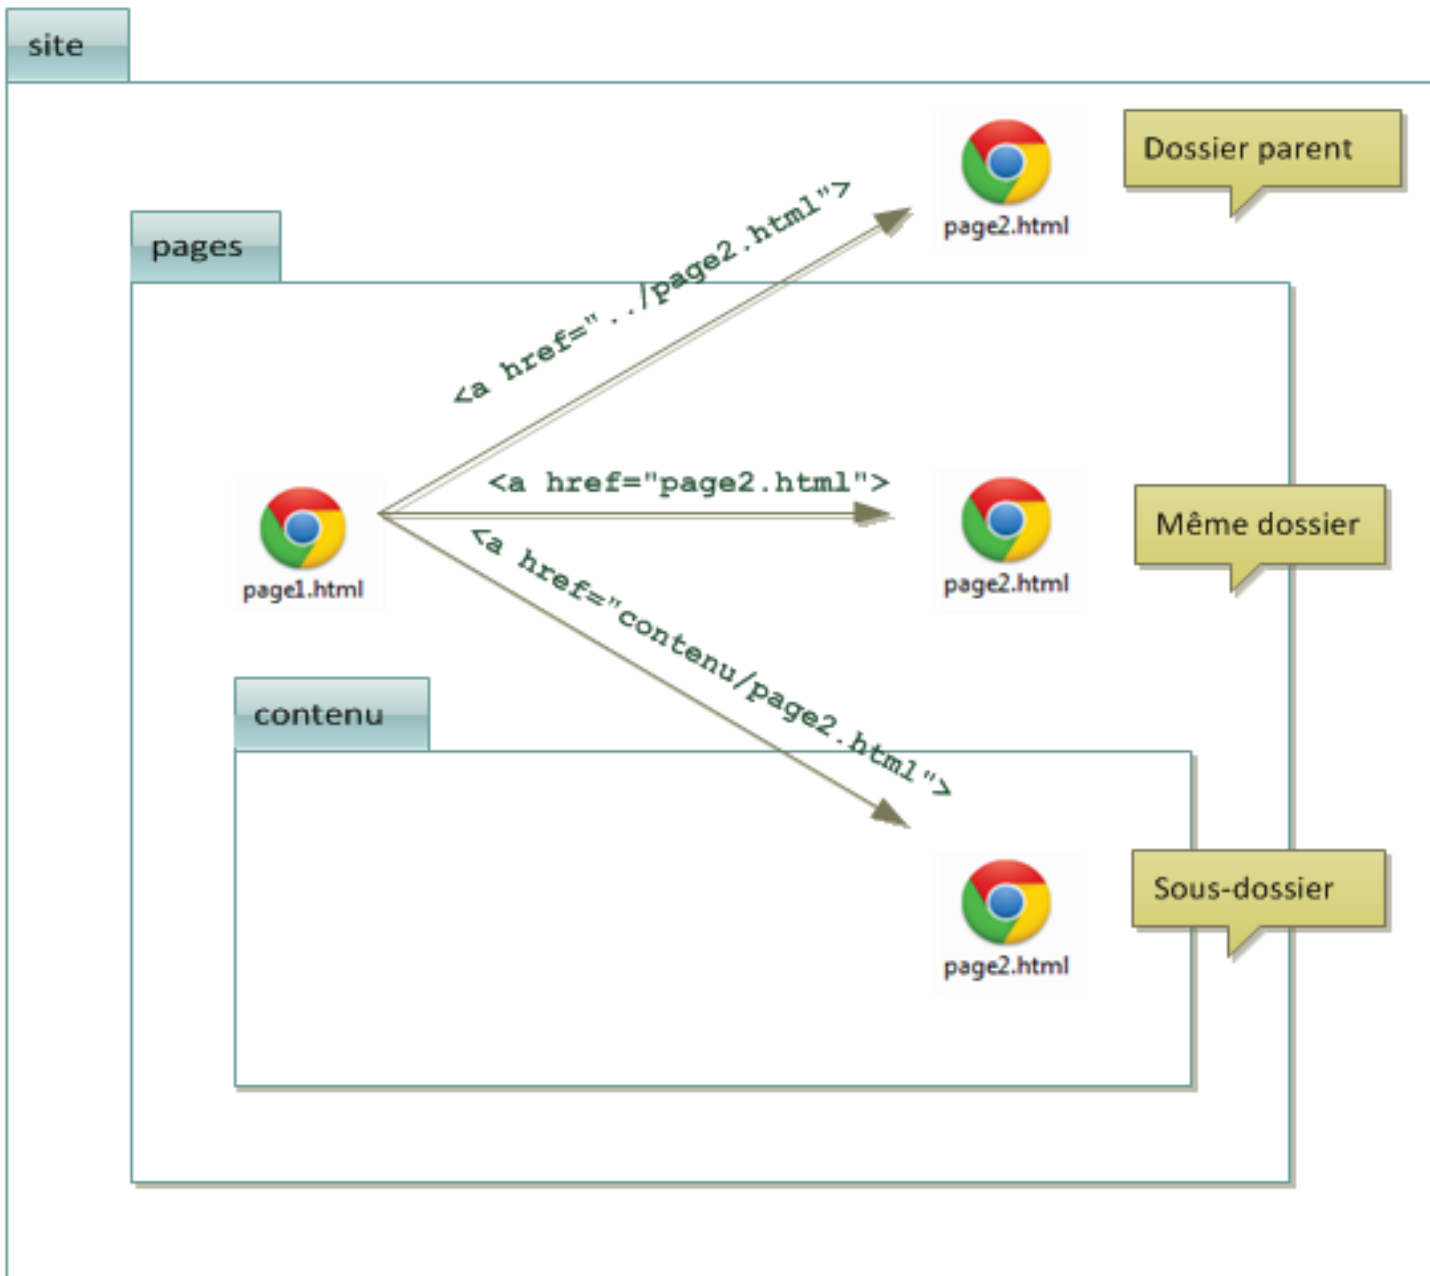 site
Dossier parent
page2.html
pages
<a href="../page2.html">
<a href="page2.html">
page1.html
page2.html
Même dossier
<a href="contenu/page2.html">
contenu
Sous-dossier
page2.html